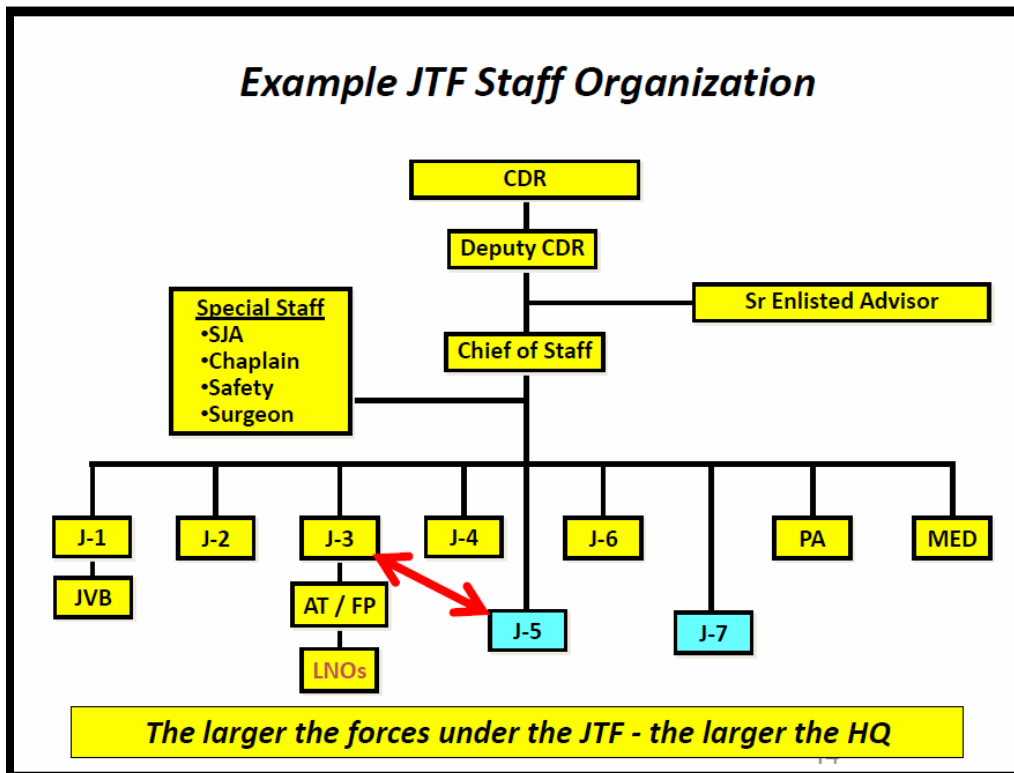 Example JTF Staff Organization
CDR
Deputy CDR
Special Staff
•SJA
•Chaplain
•Safety
•Surgeon
Sr Enlisted Advisor
Chief of Staff
J-1
J-2
J-3
J-4
J-6
PA
MED
JVB
AT / FP
J-5
J-7
LNOs
The larger the forces under the JTF - the larger the HQ